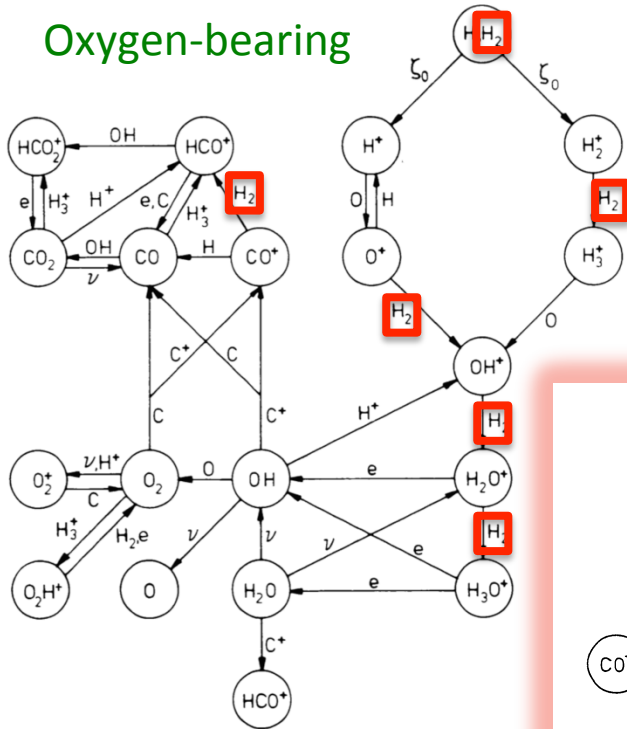 Oxygen-bearing
H₂
ζ₀ ζ₀
HCO₂⁺ OH HCO⁺ H⁺ H₂⁺
e H₃⁺ H⁺ e, C H₃⁺ H₂ O H H₂
CO₂ OH CO H CO⁺ O⁺ H₃⁺
ν
H₂ O
C⁺ C OH⁺
H⁺
C C⁺ H₂
O₂⁺ ν, H⁺ O₂ O OH e H₂O⁺
C
H₃⁺ H₂, e ν ν ν e H₂
O₂H⁺ O H₂O e H₃O⁺
C⁺ CO⁺
HCO⁺